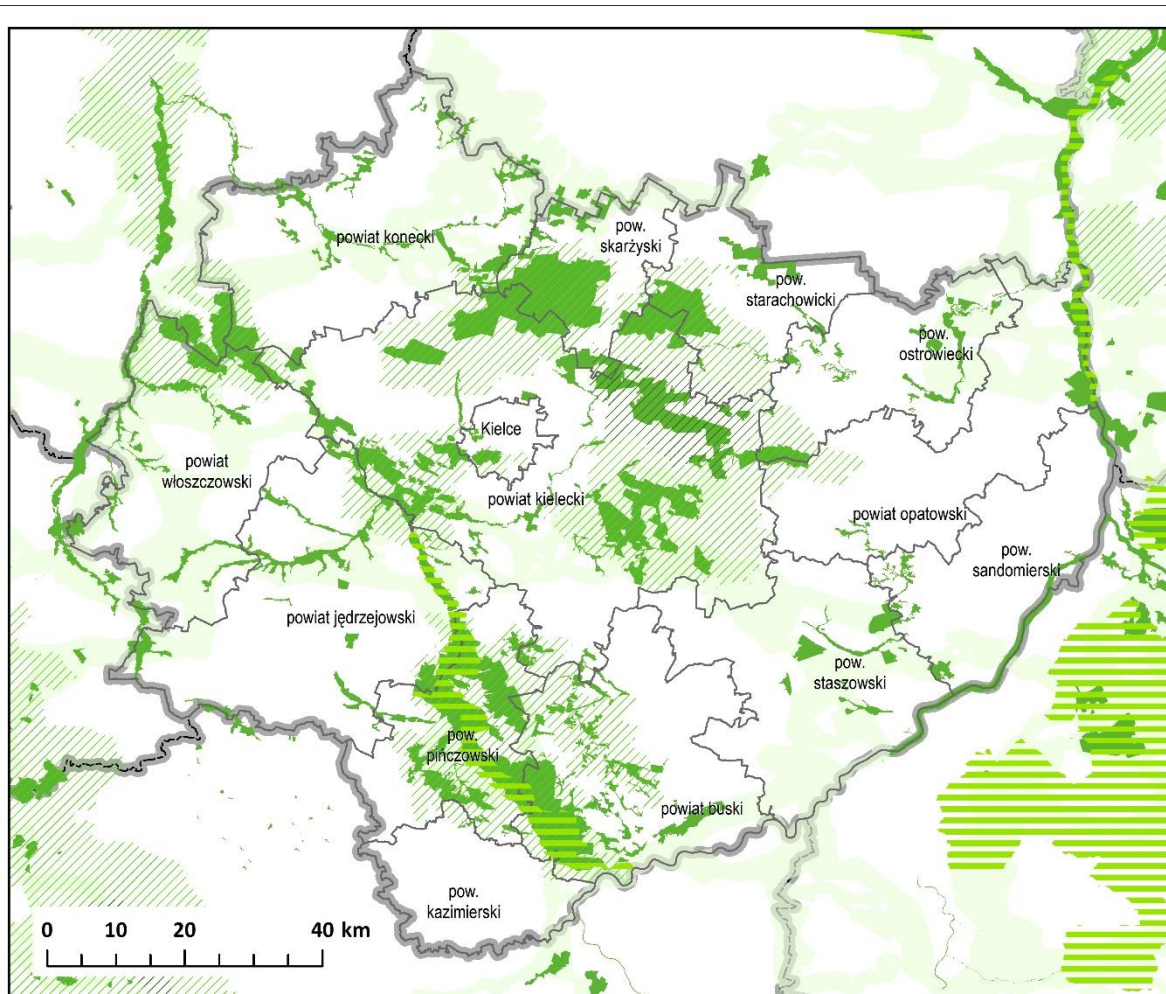 powiat konecki
pow.
skarżyski
pow.
starachowicki
pow.
ostrowiecki
Kielce
powiat
włoszczowski
powiat kielecki
powiat opatowski
pow.
sandomierski
powiat jędrzejowski
pow.
staszowski
pow.
pińczowski
powiat buski
pow.
kazimierski
0 10 20 40 km